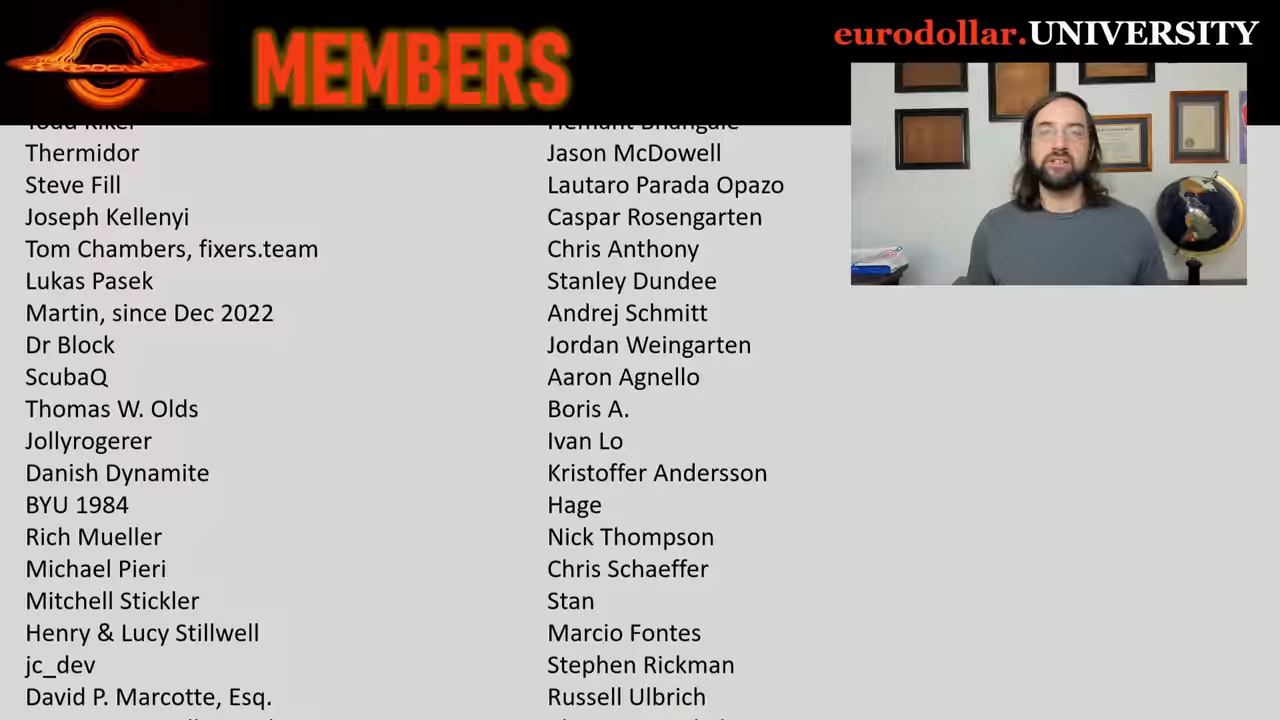 MEMBERS
eurodollar.UNIVERSITY
Thermidor
Steve Fill
Joseph Kellenyi
Tom Chambers, fixers.team
Lukas Pasek
Martin, since Dec 2022
Dr Block
ScubaQ
Thomas W. Olds
Jollyrogerer
Danish Dynamite
BYU 1984
Rich Mueller
Michael Pieri
Mitchell Stickler
Henry & Lucy Stillwell
jc_dev
David P. Marcotte, Esq.
Jason McDowell
Lautaro Parada Opazo
Caspar Rosengarten
Chris Anthony
Stanley Dundee
Andrej Schmitt
Jordan Weingarten
Aaron Agnello
Boris A.
Ivan Lo
Kristoffer Andersson
Hage
Nick Thompson
Chris Schaeffer
Stan
Marcio Fontes
Stephen Rickman
Russell Ulbrich